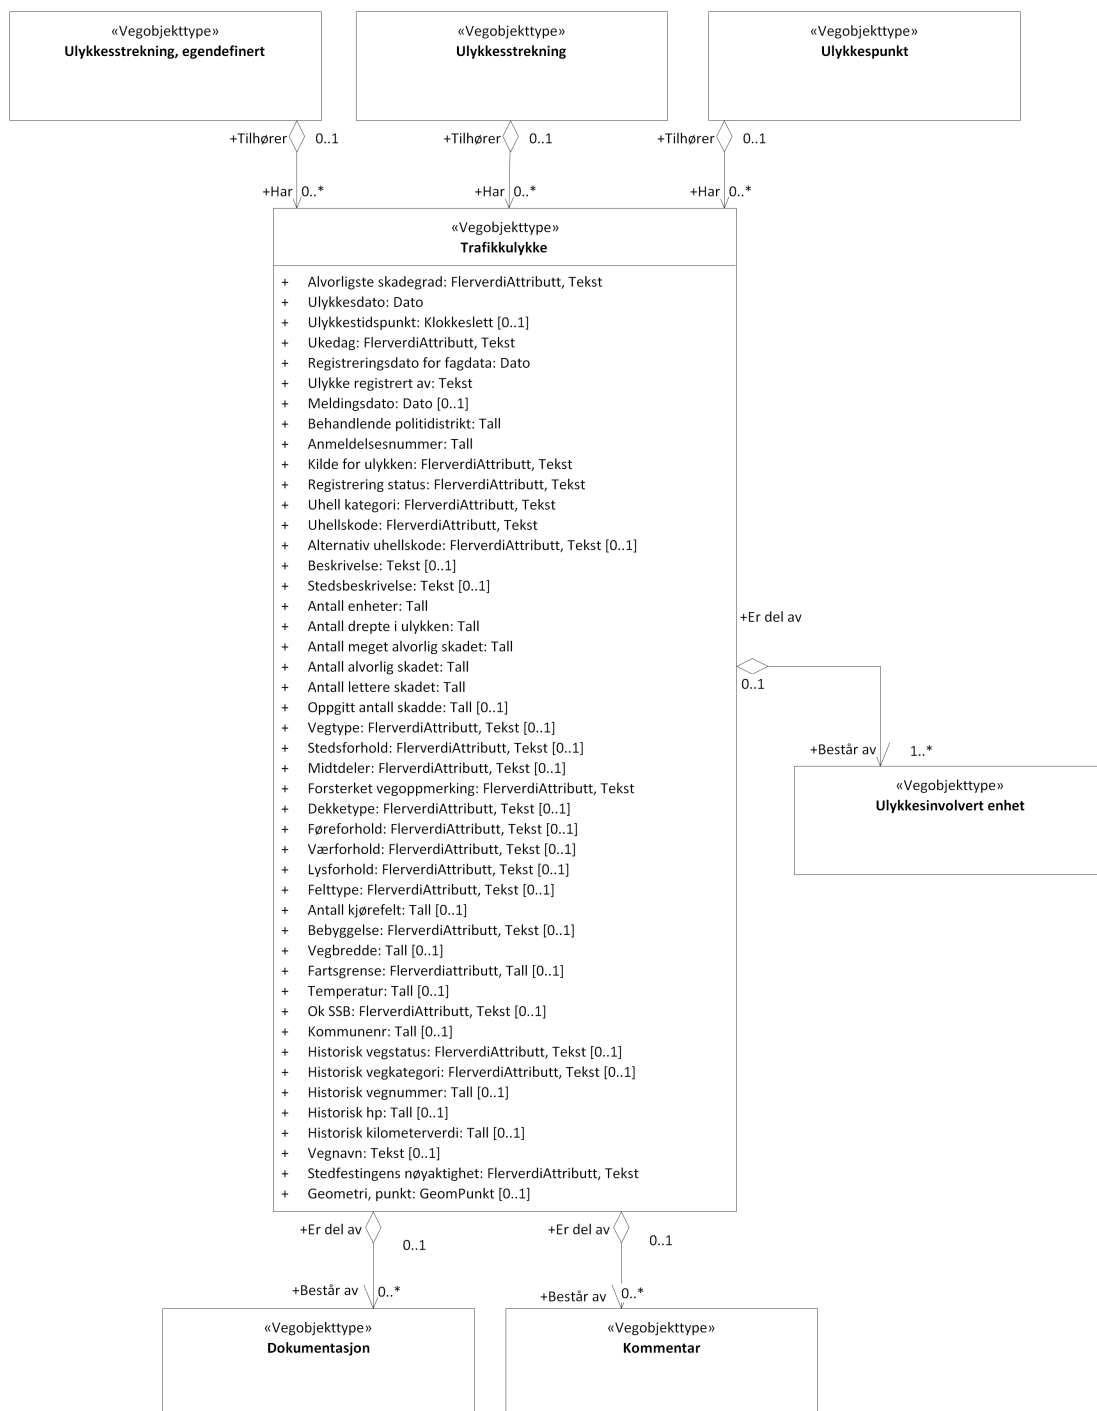 «Vegobjekttype»
Ulykkesstrekning, egendefinert
«Vegobjekttype»
Ulykkesstrekning
«Vegobjekttype»
Ulykkespunkt
+Tilhører 0..1
+Tilhører 0..1
+Tilhører 0..1
+Har 0..*
+Har 0..*
+Har 0..*
«Vegobjekttype»
Trafikkulykke
+ Alvorligste skadegrad: FlerverdiAttributt, Tekst
+ Ulykkesdato: Dato
+ Ulykkestidspunkt: Klokkeslett [0..1]
+ Ukedag: FlerverdiAttributt, Tekst
+ Registreringsdato for fagdata: Dato
+ Ulykke registrert av: Tekst
+ Meldingsdato: Dato [0..1]
+ Behandlende politidistrikt: Tall
+ Anmeldelsesnummer: Tall
+ Kilde for ulykken: FlerverdiAttributt, Tekst
+ Registrering status: FlerverdiAttributt, Tekst
+ Uhell kategori: FlerverdiAttributt, Tekst
+ Uhellskode: FlerverdiAttributt, Tekst
+ Alternativ uhellskode: FlerverdiAttributt, Tekst [0..1]
+ Beskrivelse: Tekst [0..1]
+ Stedsbeskrivelse: Tekst [0..1]
+ Antall enheter: Tall
+ Antall drepte i ulykken: Tall
+ Antall meget alvorlig skadet: Tall
+ Antall alvorlig skadet: Tall
+ Antall lettere skadet: Tall
+ Oppgitt antall skadde: Tall [0..1]
+ Vegtype: FlerverdiAttributt, Tekst [0..1]
+ Stedsforhold: FlerverdiAttributt, Tekst [0..1]
+ Midtdeler: FlerverdiAttributt, Tekst [0..1]
+ Forsterket vegoppmerking: FlerverdiAttributt, Tekst
+ Dekketype: FlerverdiAttributt, Tekst [0..1]
+ Føreforhold: FlerverdiAttributt, Tekst [0..1]
+ Værforhold: FlerverdiAttributt, Tekst [0..1]
+ Lysforhold: FlerverdiAttributt, Tekst [0..1]
+ Felttype: FlerverdiAttributt, Tekst [0..1]
+ Antall kjørefelt: Tall [0..1]
+ Bebyggelse: FlerverdiAttributt, Tekst [0..1]
+ Vegbredde: Tall [0..1]
+ Fartsgrense: Flerverdiattributt, Tall [0..1]
+ Temperatur: Tall [0..1]
+ Ok SSB: FlerverdiAttributt, Tekst [0..1]
+ Kommunenr: Tall [0..1]
+ Historisk vegstatus: FlerverdiAttributt, Tekst [0..1]
+ Historisk vegkategori: FlerverdiAttributt, Tekst [0..1]
+ Historisk vegnummer: Tall [0..1]
+ Historisk hp: Tall [0..1]
+ Historisk kilometerverdi: Tall [0..1]
+ Vegnavn: Tekst [0..1]
+ Stedfestingens nøyaktighet: FlerverdiAttributt, Tekst
+ Geometri, punkt: GeomPunkt [0..1]
+Er del av
0..1
+Består av 1..*
«Vegobjekttype»
Ulykkesinvolvert enhet
+Er del av
0..1
+Er del av
0..1
+Består av 0..*
+Består av 0..*
«Vegobjekttype»
Dokumentasjon
«Vegobjekttype»
Kommentar